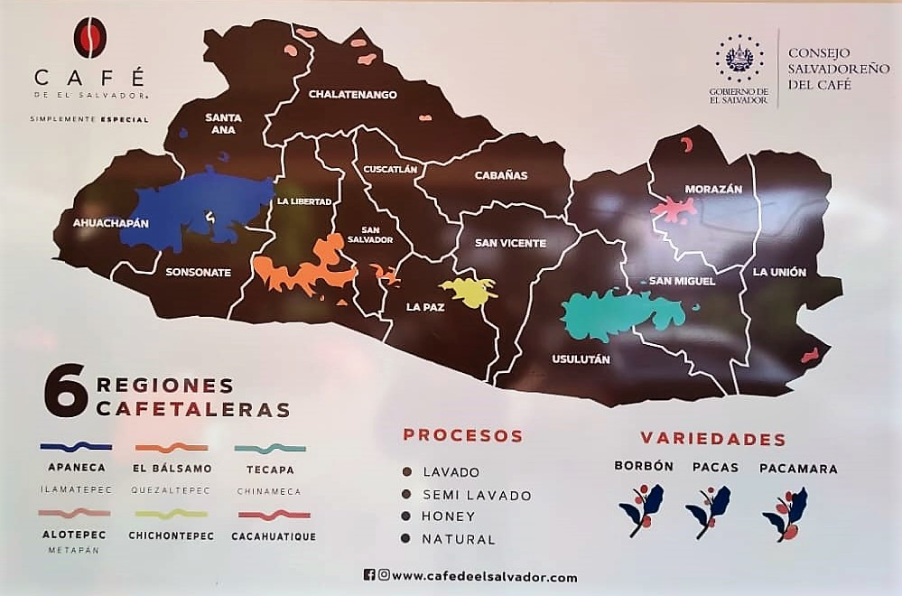 CAFÉ
DE EL SALVADOR®
SIMPLEMENTE ESPECIAL
GOBIERNO DE
EL SALVADOR
CONSEJO
SALVADOREÑO
DEL CAFÉ
CHALATENANGO
SANTA
ANA
CUSCATLÁN
CABAÑAS
MORAZÁN
LA LIBERTAD
AHUACHAPÁN
SAN
SALVADOR
SAN VICENTE
SONSONATE
LA UNIÓN
SAN MIGUEL
LA PAZ
USULUTÁN
6 REGIONES
CAFETALERAS
APANECA
ILAMATEPEC
EL BÁLSAMO
QUEZALTEPEC
TECAPA
CHINAMECA
ALOTEPEC
METAPÁN
CHICHONTEPEC
CACAHUATIQUE
PROCESOS
LAVADO
SEMI LAVADO
HONEY
NATURAL
VARIEDADES
BORBÓN
PACAS
PACAMARA
www.cafedeelsalvador.com